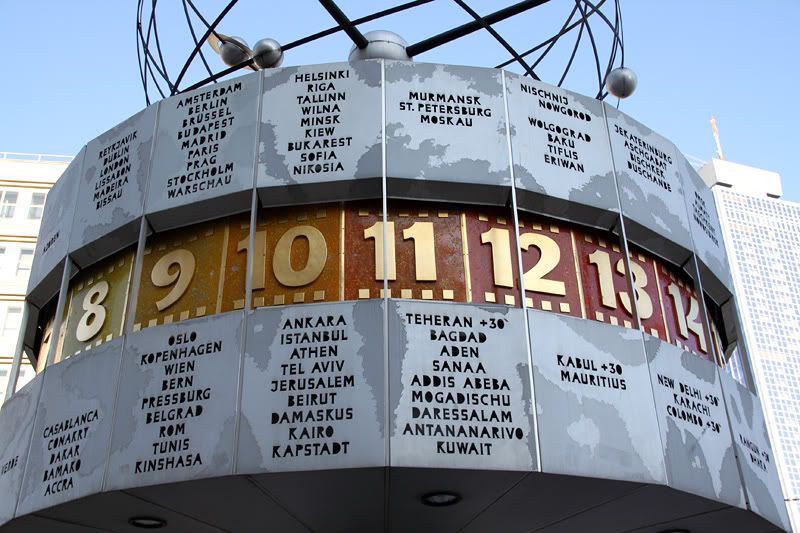 REYKJAVIK
DUBLIN
LONDON
LISSABON
MADEIRA
BISSAU
AMSTERDAM
BERLIN
BRÜSSEL
BUDAPEST
MADRID
PARIS
PRAG
STOCKHOLM
WARSCHAU
HELSINKI
RIGA
TALLINN
WILNA
MINSK
KIEW
BUKAREST
SOFIA
NIKOSIA
MURMANSK
ST. PETERSBURG
MOSKAU
NISCHNIJ
NOWGOROD
WOLGOGRAD
BAKU
TIFLIS
ERIWAN
JEKATERINBURG
ASCHGABAD
BISCHKEK
DUSCHANBE
8
9
10
11
12
13
14
VERDE
CASABLANCA
CONAKRY
DAKAR
BAMAKO
ACCRA
OSLO
KOPENHAGEN
WIEN
BERN
PRESSBURG
BELGRAD
ROM
TUNIS
KINSHASA
ANKARA
ISTANBUL
ATHEN
TEL AVIV
JERUSALEM
BEIRUT
DAMASKUS
KAIRO
KAPSTADT
TEHERAN +30'
BAGDAD
ADEN
SANAA
ADDIS ABEBA
MOGADISCHU
DARESSALAM
ANTANANARIVO
KUWAIT
KABUL +30
MAURITIUS
NEW DELHI +30'
KARACHI
COLOMBO +30'
DHAKA